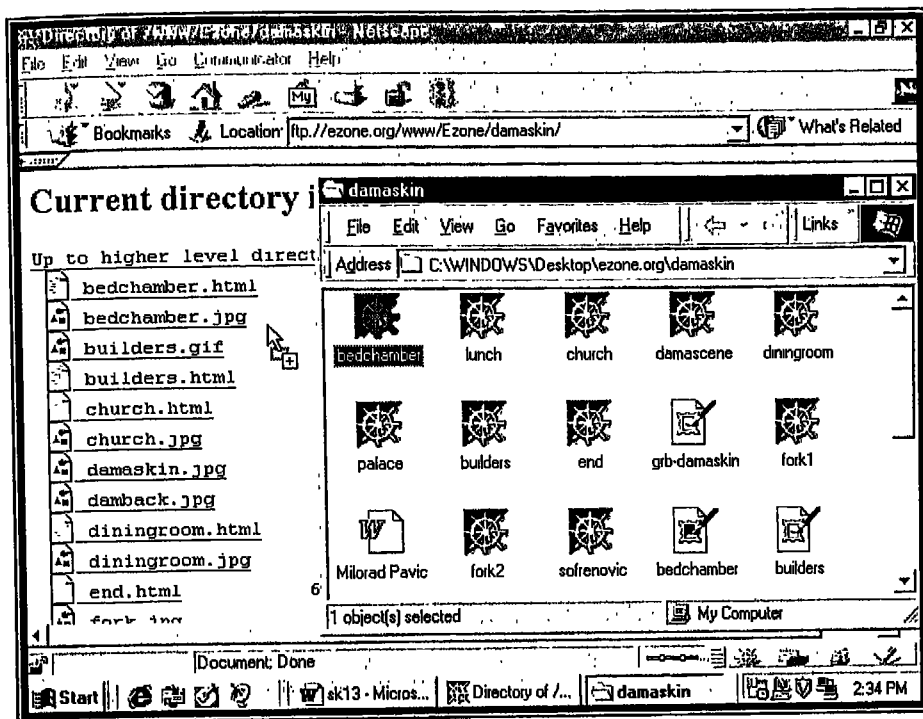 Directory of /WWW/Ezone/damaskin - Netscape
File Edit View Go Communicator Help
My
Bookmarks Location: ftp://ezone.org/www/Ezone/damaskin/ What's Related
Current directory i
Up to higher level direct
bedchamber.html
bedchamber.jpg
builders.gif
builders.html
church.html
church.jpg
damaskin.jpg
damback.jpg
diningroom.html
diningroom.jpg
end.html 6
fork.jpg
damaskin
File Edit View Go Favorites Help Links
Address C:\WINDOWS\Desktop\ezone.org\damaskin
bedchamber lunch church damascene diningroom
palace builders end grb-damaskin fork1
W
Milorad Pavic fork2 sofrenovic bedchamber builders
1 object(s) selected My Computer
Document: Done
Start sk13 - Micros... Directory of /... damaskin 2:34 PM